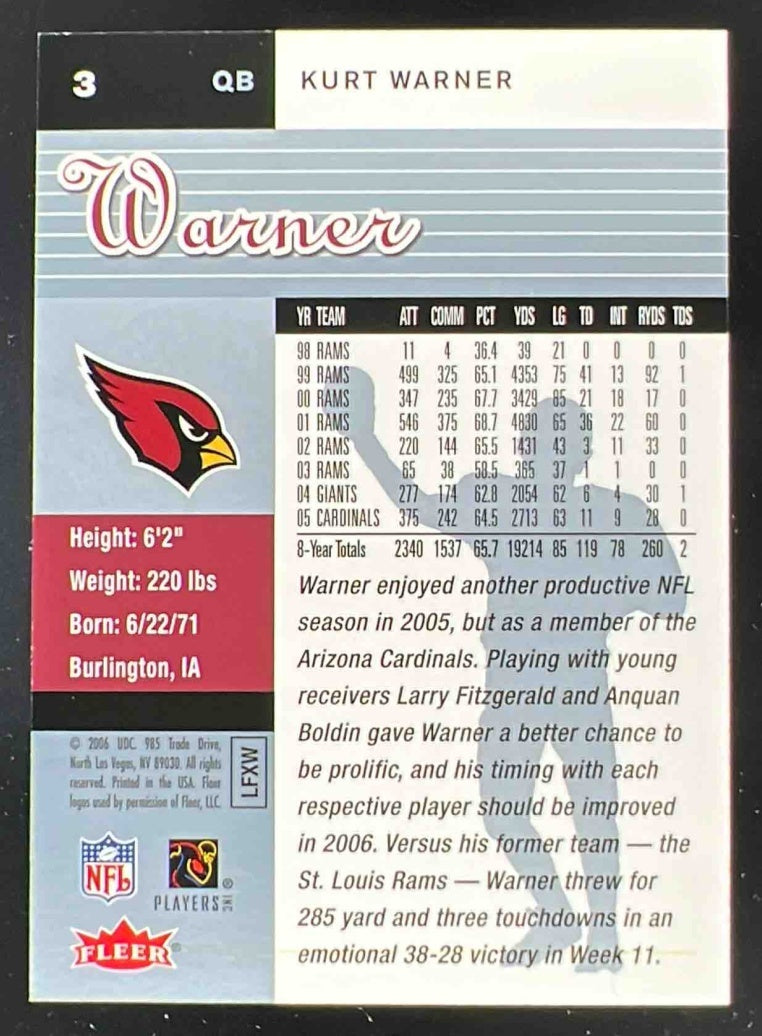 3 QB KURT WARNER
Warner
YR TEAM ATT COMM PCT YDS LG TD INT RYDS TDS
98 RAMS 11 4 36.4 39 21 0 0 0 0
99 RAMS 499 325 65.1 4353 75 41 13 92 1
00 RAMS 347 235 67.7 3429 85 21 18 17 0
01 RAMS 546 375 68.7 4830 65 36 22 60 0
02 RAMS 220 144 65.5 1431 43 3 11 33 0
03 RAMS 65 38 58.5 365 37 1 1 0 0
04 GIANTS 277 174 62.8 2054 62 6 4 30 1
05 CARDINALS 375 242 64.5 2713 63 11 9 28 0
8-Year Totals 2340 1537 65.7 19214 85 119 78 260 2
Height: 6'2"
Weight: 220 lbs
Born: 6/22/71
Burlington, IA
Warner enjoyed another productive NFL
season in 2005, but as a member of the
Arizona Cardinals. Playing with young
receivers Larry Fitzgerald and Anquan
Boldin gave Warner a better chance to
be prolific, and his timing with each
respective player should be improved
in 2006. Versus his former team — the
St. Louis Rams — Warner threw for
285 yard and three touchdowns in an
emotional 38-28 victory in Week 11.
© 2006 UDC. 985 Trade Drive,
North Las Vegas, NV 89030. All rights
reserved. Printed in the USA. Fleer
logos used by permission of Fleer, LLC.
LFXW
NFL
PLAYERS INC ®
FLEER ®